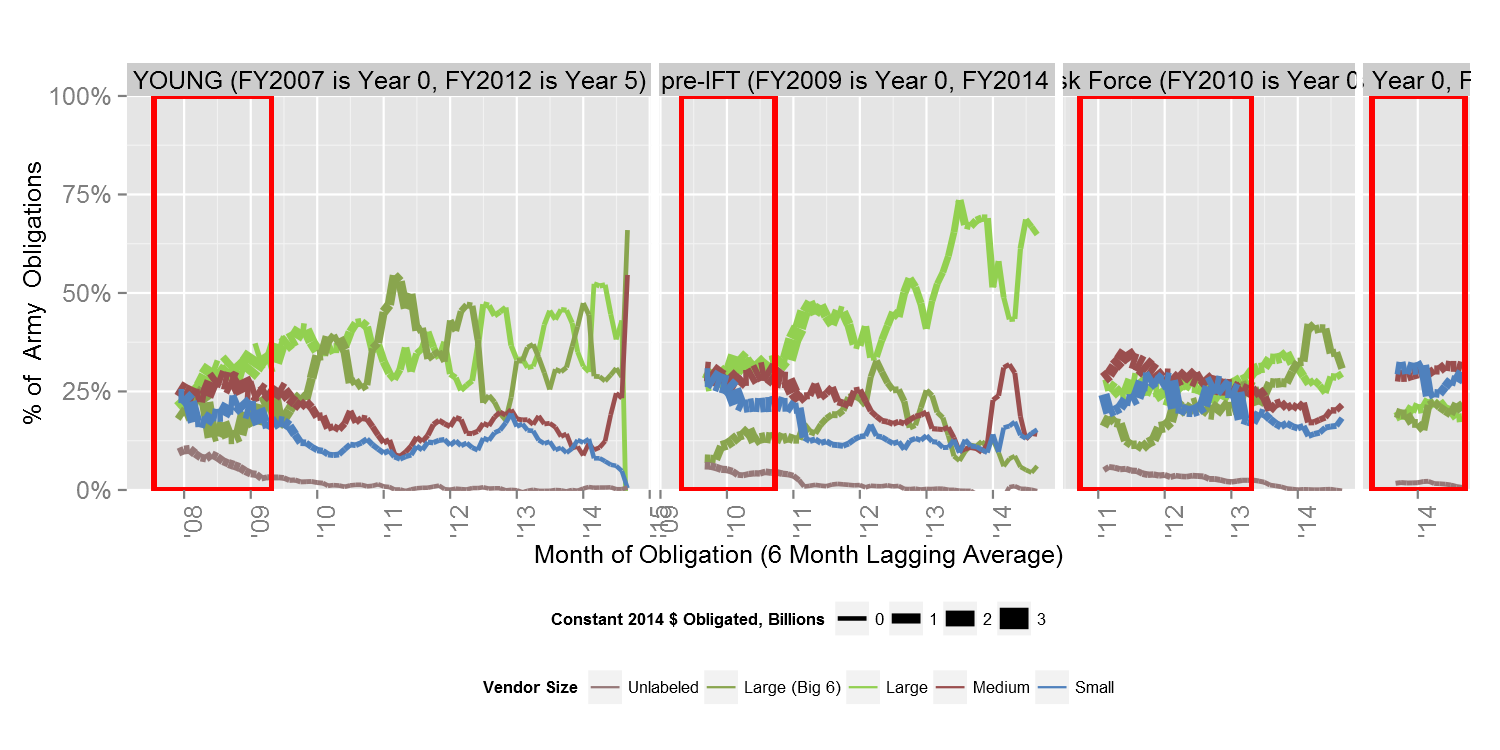 YOUNG (FY2007 is Year 0, FY2012 is Year 5) pre-IFT (FY2009 is Year 0, FY2014 sk Force (FY2010 is Year 0 Year 0, F
100%
75%
50%
25%
0%
% of Army Obligations
'08 '09 '10 '11 '12 '13 '14 '15 '09 '10 '11 '12 '13 '14 '11 '12 '13 '14 '14
Month of Obligation (6 Month Lagging Average)
Constant 2014 $ Obligated, Billions 0 1 2 3
Vendor Size Unlabeled Large (Big 6) Large Medium Small